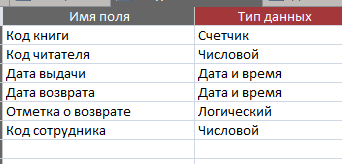 Имя поля Тип данных
Код книги Счетчик
Код читателя Числовой
Дата выдачи Дата и время
Дата возврата Дата и время
Отметка о возврате Логический
Код сотрудника Числовой